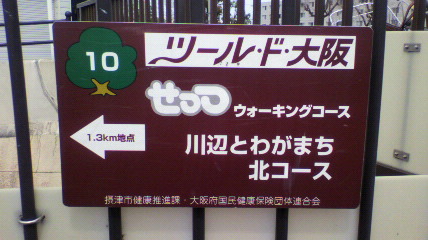 10
ツール・ド・大阪
せっつ
ウォーキングコース
1.3km地点
川辺とわがまち
北コース
摂津市健康推進課・大阪府国民健康保険団体連合会